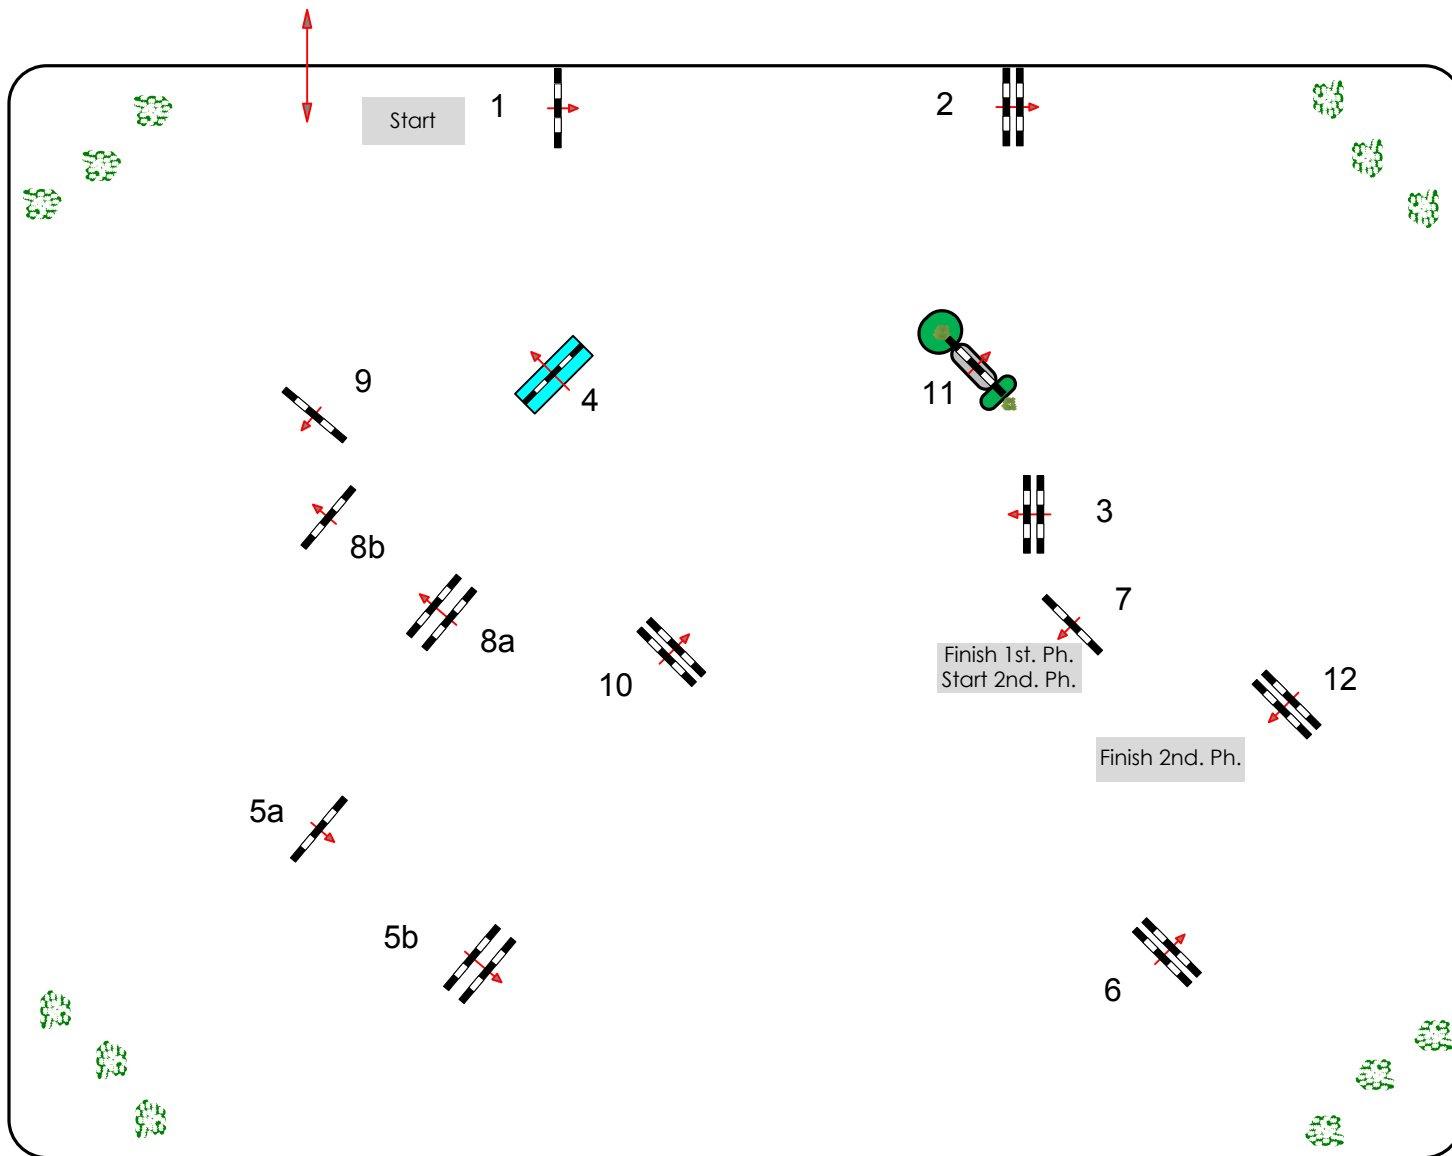 1
2
Start
9
4
11
3
8b
7
8a
Finish 1st. Ph.
Start 2nd. Ph.
10
12
Finish 2nd. Ph.
5a
5b
6